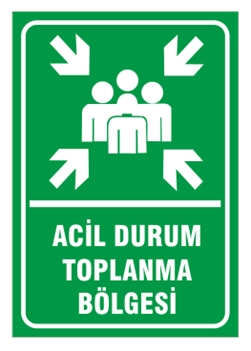 ACİL DURUM
TOPLANMA
BÖLGESİ